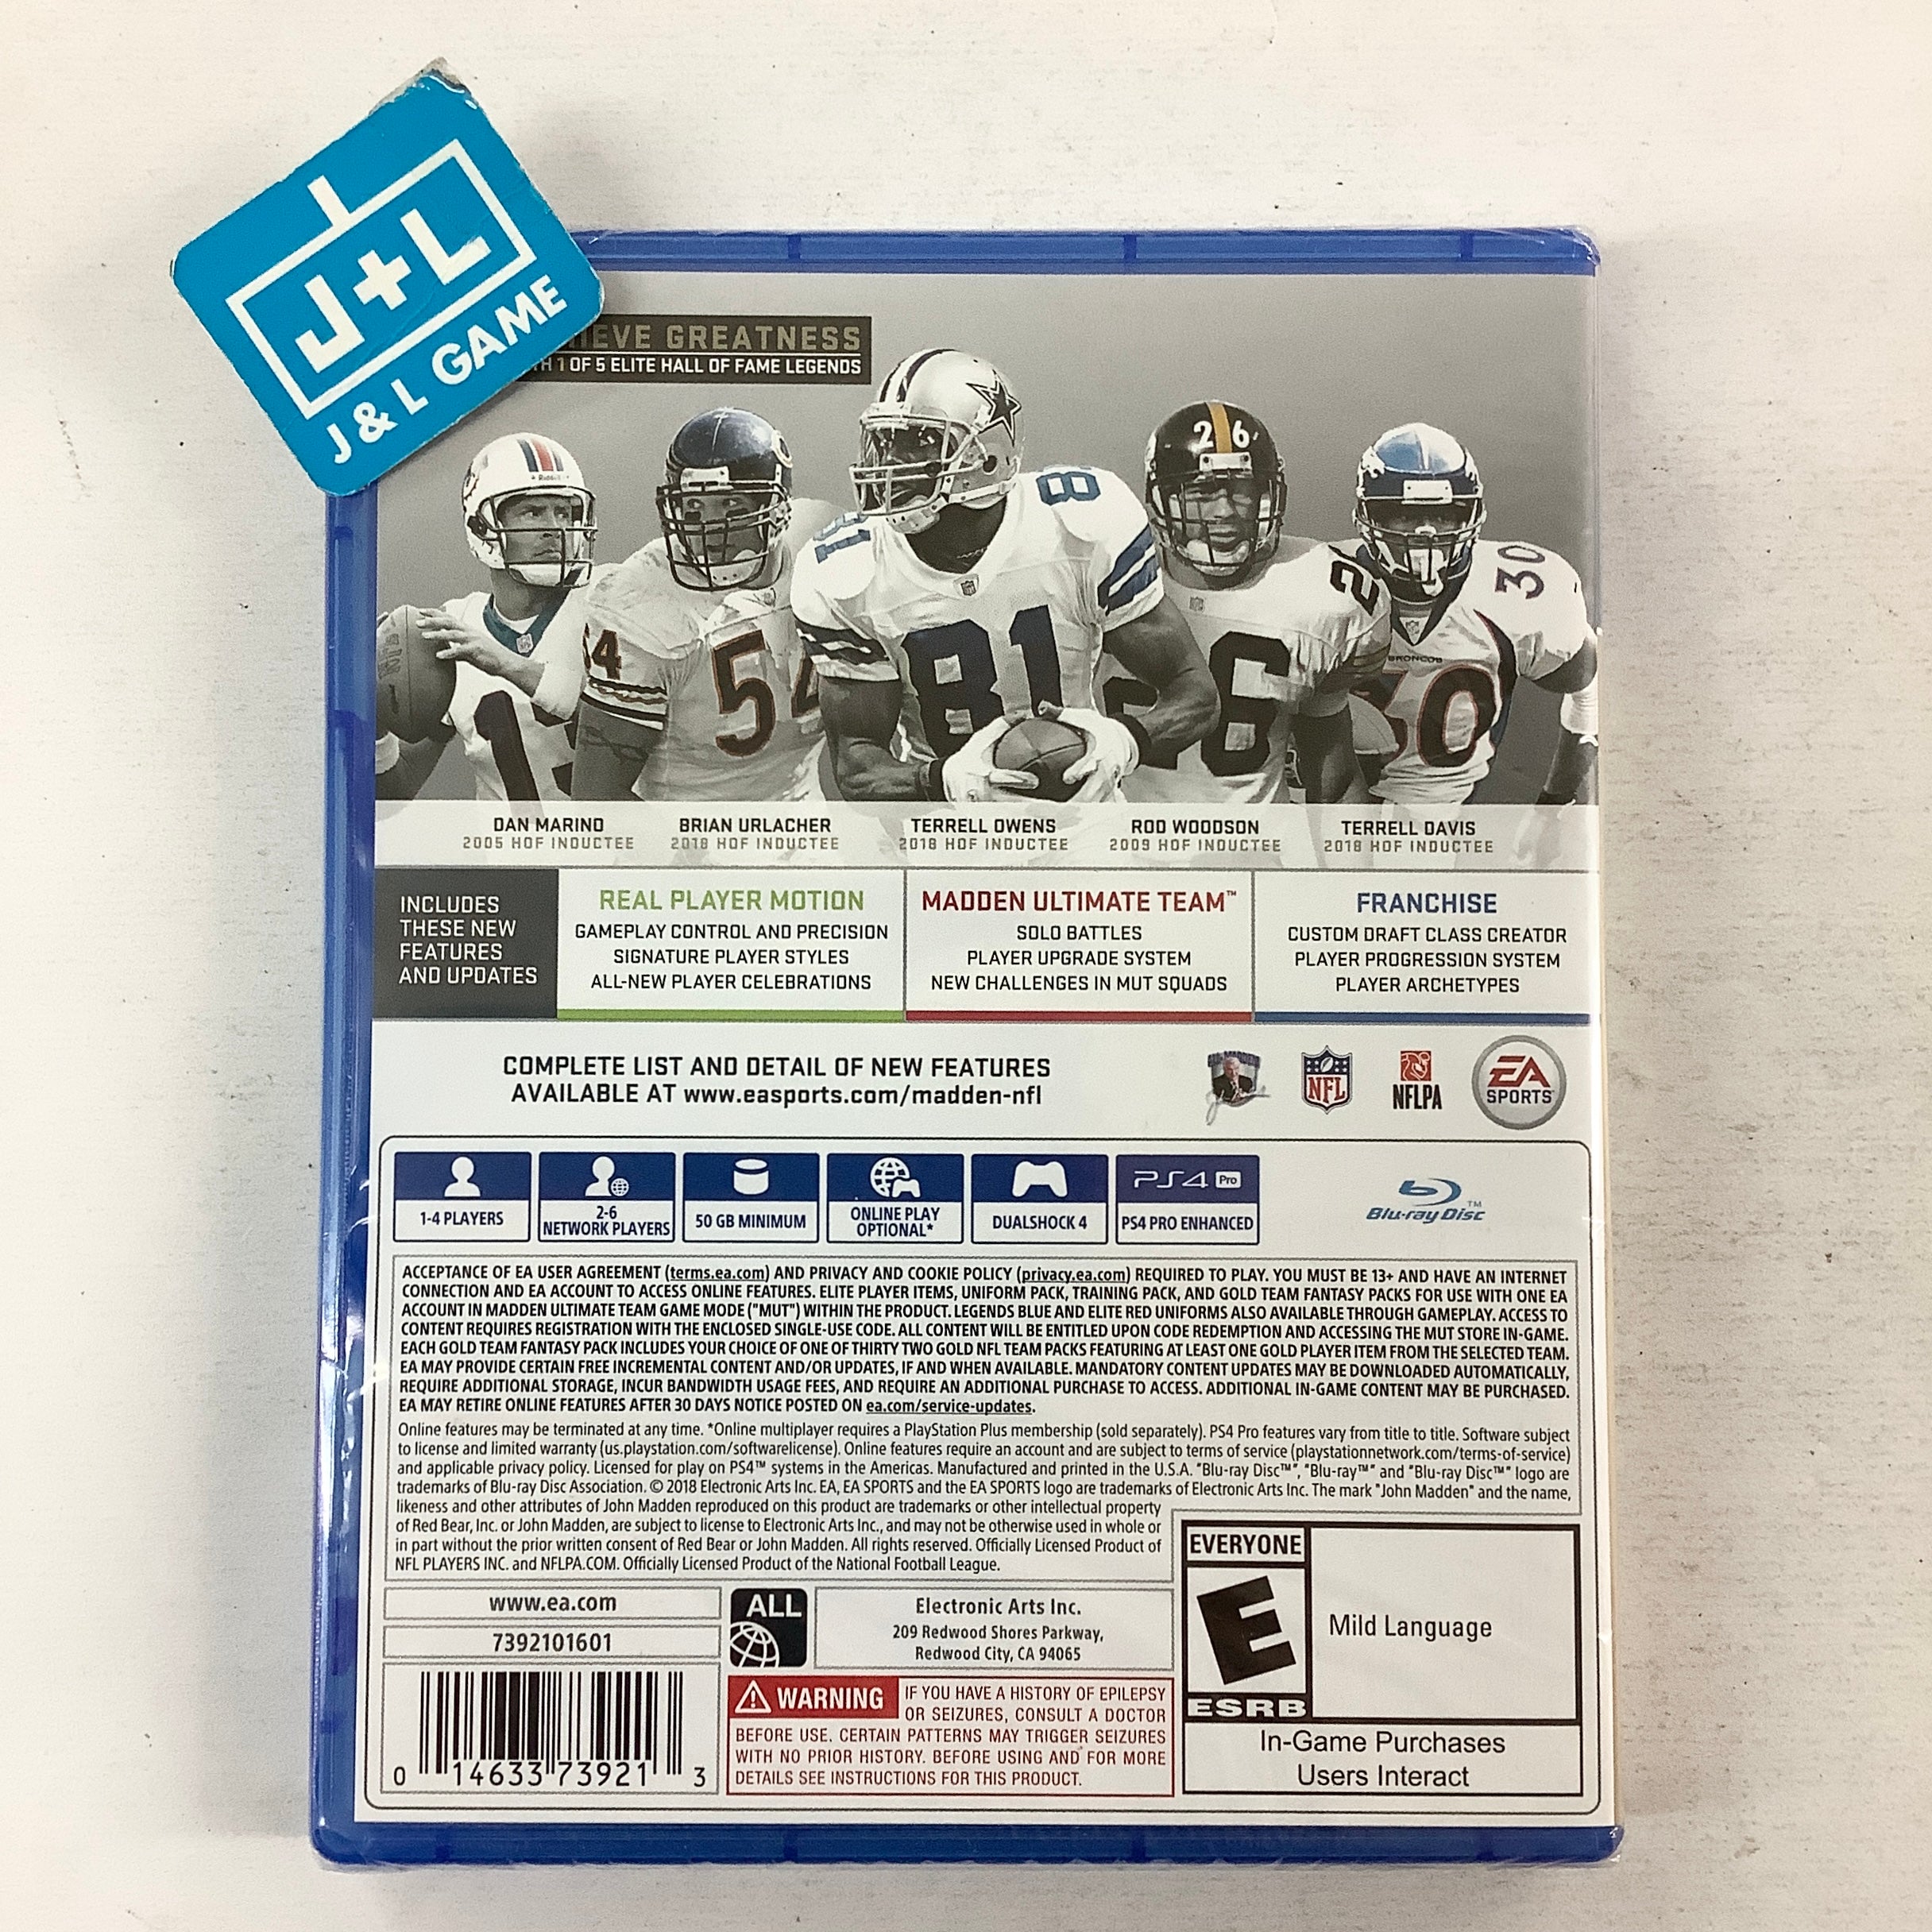 J+L
J & L GAME
GREATNESS
1 OF 5 ELITE HALL OF FAME LEGENDS
Riddell
26
81
81
54
54
81
26
26
30
BRONCOS
30
DAN MARINO
2005 HOF INDUCTEE
BRIAN URLACHER
2018 HOF INDUCTEE
TERRELL OWENS
2018 HOF INDUCTEE
ROD WOODSON
2009 HOF INDUCTEE
TERRELL DAVIS
2018 HOF INDUCTEE
INCLUDES
THESE NEW
FEATURES
AND UPDATES
REAL PLAYER MOTION
GAMEPLAY CONTROL AND PRECISION
SIGNATURE PLAYER STYLES
ALL-NEW PLAYER CELEBRATIONS
MADDEN ULTIMATE TEAM™
SOLO BATTLES
PLAYER UPGRADE SYSTEM
NEW CHALLENGES IN MUT SQUADS
FRANCHISE
CUSTOM DRAFT CLASS CREATOR
PLAYER PROGRESSION SYSTEM
PLAYER ARCHETYPES
COMPLETE LIST AND DETAIL OF NEW FEATURES
AVAILABLE AT www.easports.com/madden-nfl
NFL
NFLPA
EA
SPORTS
1-4 PLAYERS
2-6
NETWORK PLAYERS
50 GB MINIMUM
ONLINE PLAY
OPTIONAL*
DUALSHOCK 4
PS4 Pro
PS4 PRO ENHANCED
Blu-ray Disc™
ACCEPTANCE OF EA USER AGREEMENT (terms.ea.com) AND PRIVACY AND COOKIE POLICY (privacy.ea.com) REQUIRED TO PLAY. YOU MUST BE 13+ AND HAVE AN INTERNET
CONNECTION AND EA ACCOUNT TO ACCESS ONLINE FEATURES. ELITE PLAYER ITEMS, UNIFORM PACK, TRAINING PACK, AND GOLD TEAM FANTASY PACKS FOR USE WITH ONE EA
ACCOUNT IN MADDEN ULTIMATE TEAM GAME MODE ("MUT") WITHIN THE PRODUCT. LEGENDS BLUE AND ELITE RED UNIFORMS ALSO AVAILABLE THROUGH GAMEPLAY. ACCESS TO
CONTENT REQUIRES REGISTRATION WITH THE ENCLOSED SINGLE-USE CODE. ALL CONTENT WILL BE ENTITLED UPON CODE REDEMPTION AND ACCESSING THE MUT STORE IN-GAME.
EACH GOLD TEAM FANTASY PACK INCLUDES YOUR CHOICE OF ONE OF THIRTY TWO GOLD NFL TEAM PACKS FEATURING AT LEAST ONE GOLD PLAYER ITEM FROM THE SELECTED TEAM.
EA MAY PROVIDE CERTAIN FREE INCREMENTAL CONTENT AND/OR UPDATES, IF AND WHEN AVAILABLE. MANDATORY CONTENT UPDATES MAY BE DOWNLOADED AUTOMATICALLY,
REQUIRE ADDITIONAL STORAGE, INCUR BANDWIDTH USAGE FEES, AND REQUIRE AN ADDITIONAL PURCHASE TO ACCESS. ADDITIONAL IN-GAME CONTENT MAY BE PURCHASED.
EA MAY RETIRE ONLINE FEATURES AFTER 30 DAYS NOTICE POSTED ON ea.com/service-updates.
Online features may be terminated at any time. *Online multiplayer requires a PlayStation Plus membership (sold separately). PS4 Pro features vary from title to title. Software subject
to license and limited warranty (us.playstation.com/softwarelicense). Online features require an account and are subject to terms of service (playstationnetwork.com/terms-of-service)
and applicable privacy policy. Licensed for play on PS4™ systems in the Americas. Manufactured and printed in the U.S.A. "Blu-ray Disc™", "Blu-ray™" and "Blu-ray Disc™" logo are
trademarks of Blu-ray Disc Association. © 2018 Electronic Arts Inc. EA, EA SPORTS and the EA SPORTS logo are trademarks of Electronic Arts Inc. The mark "John Madden" and the name,
likeness and other attributes of John Madden reproduced on this product are trademarks or other intellectual property
of Red Bear, Inc. or John Madden, are subject to license to Electronic Arts Inc., and may not be otherwise used in whole or
in part without the prior written consent of Red Bear or John Madden. All rights reserved. Officially Licensed Product of
NFL PLAYERS INC. and NFLPA.COM. Officially Licensed Product of the National Football League.
www.ea.com
7392101601
ALL
Electronic Arts Inc.
209 Redwood Shores Parkway,
Redwood City, CA 94065
WARNING IF YOU HAVE A HISTORY OF EPILEPSY
OR SEIZURES, CONSULT A DOCTOR
BEFORE USE. CERTAIN PATTERNS MAY TRIGGER SEIZURES
WITH NO PRIOR HISTORY. BEFORE USING AND FOR MORE
DETAILS SEE INSTRUCTIONS FOR THIS PRODUCT.
0 14633 73921 3
EVERYONE
E
ESRB
Mild Language
In-Game Purchases
Users Interact